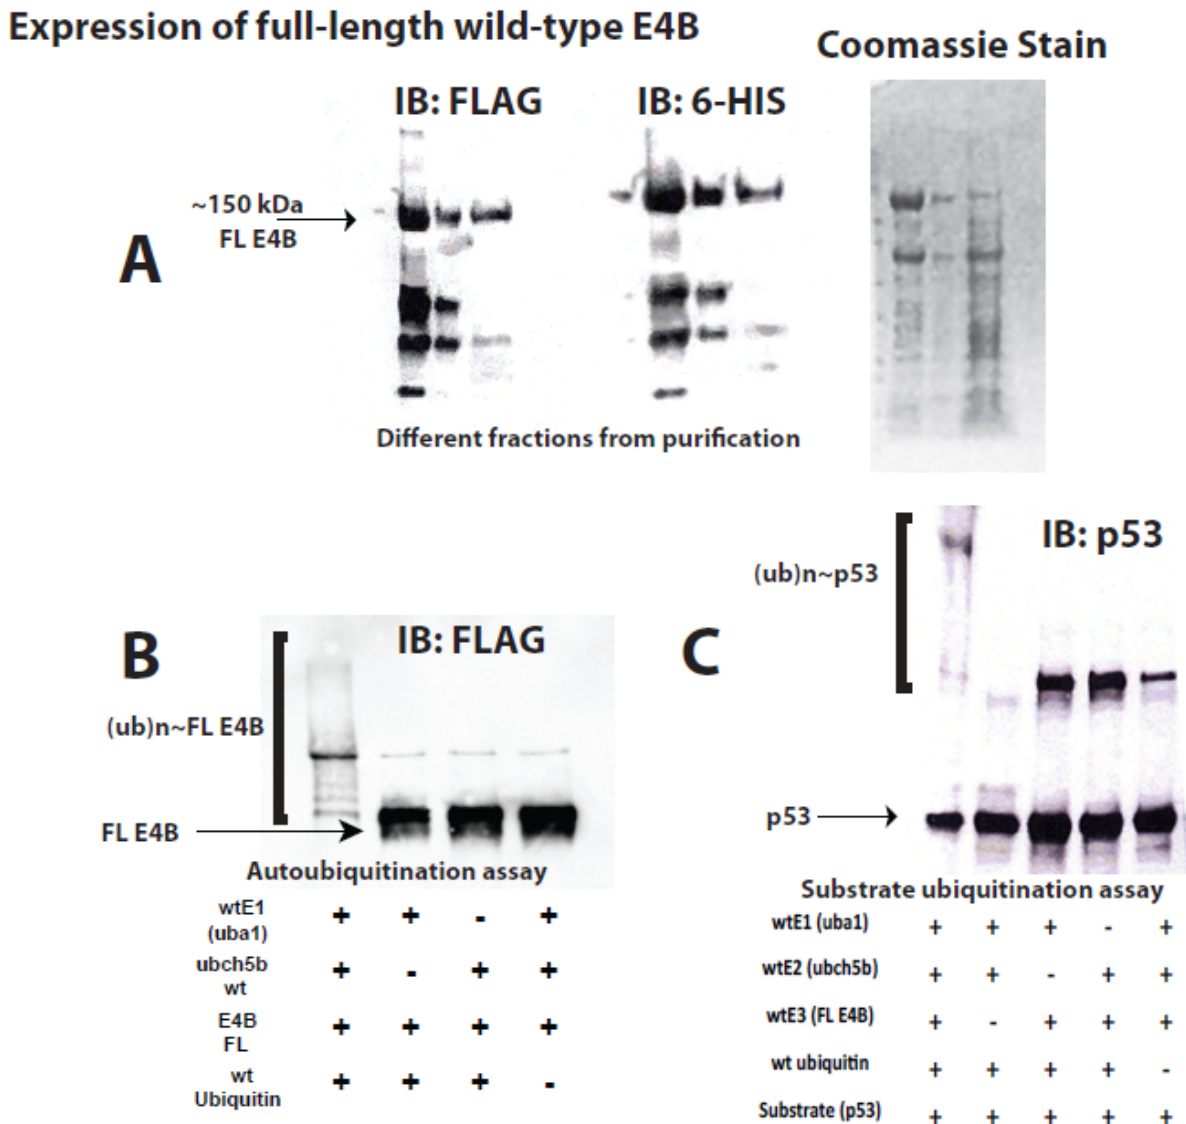 Expression of full-length wild-type E4B
Coomassie Stain
IB: FLAG
IB: 6-HIS
~150 kDa
FL E4B
A
Different fractions from purification
B
IB: FLAG
(ub)n~FL E4B
FL E4B
Autoubiquitination assay
wtE1 + + - +
(uba1)
ubch5b + - + +
wt
E4B + + + +
FL
wt + + + -
Ubiquitin
C
IB: p53
(ub)n~p53
p53
Substrate ubiquitination assay
wtE1 (uba1) + + + - +
wtE2 (ubch5b) + + - + +
wtE3 (FL E4B) + - + + +
wt ubiquitin + + + + -
Substrate (p53) + + + + +